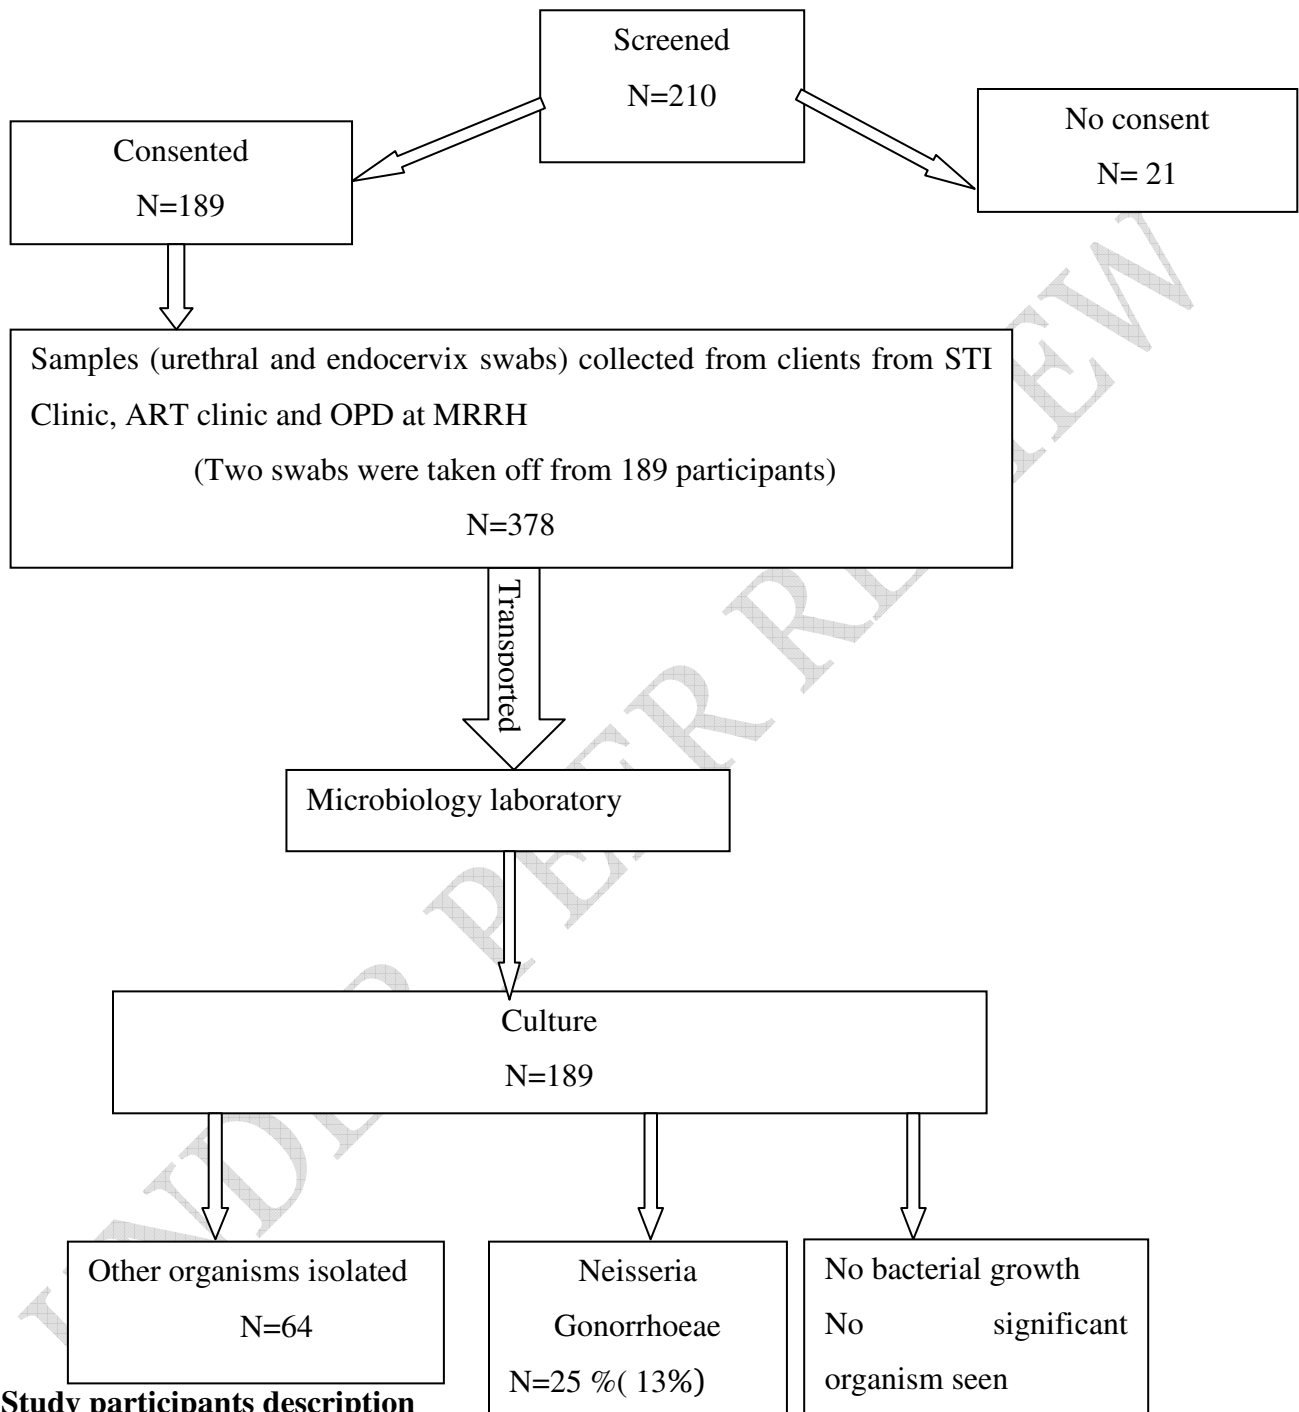 Screened
N=210
No consent
N= 21
Consented
N=189
Samples (urethral and endocervix swabs) collected from clients from STI
Clinic, ART clinic and OPD at MRRH
(Two swabs were taken off from 189 participants)
N=378
Transported
Microbiology laboratory
Culture
N=189
Other organisms isolated
N=64
Neisseria
Gonorrhoeae
N=25 %( 13%)
No bacterial growth
No significant
organism seen
Study participants description
UNDER PEER REVIEW